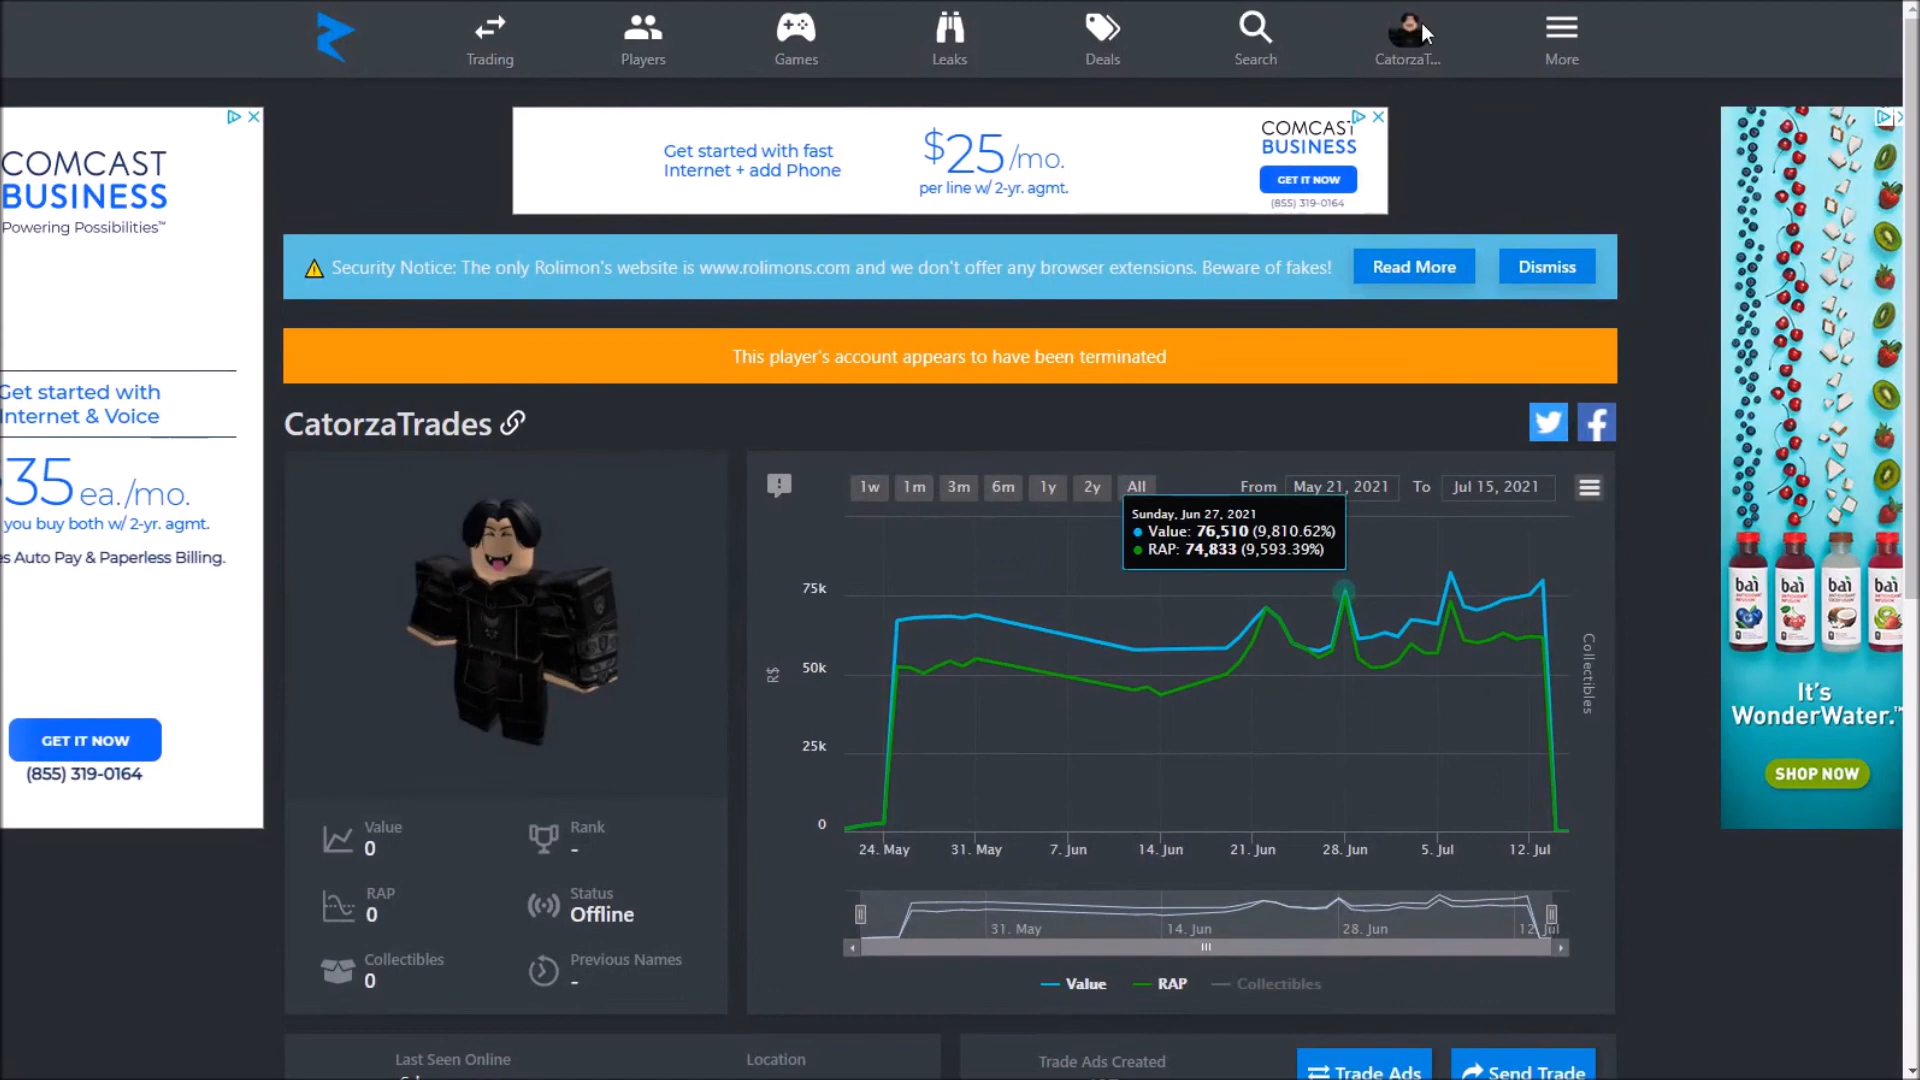 Trading
Players
Games
Leaks
Deals
Search
CatorzaT...
More
COMCAST
BUSINESS
Powering Possibilities™
Get started with
Internet & Voice
35 ea./mo.
you buy both w/ 2-yr. agmt.
es Auto Pay & Paperless Billing.
GET IT NOW
(855) 319-0164
Get started with fast
Internet + add Phone
$25/mo.
per line w/ 2-yr. agmt.
COMCAST
BUSINESS
GET IT NOW
(855) 319-0164
Security Notice: The only Rolimon's website is www.rolimons.com and we don't offer any browser extensions. Beware of fakes!
Read More
Dismiss
This player's account appears to have been terminated
CatorzaTrades
1w 1m 3m 6m 1y 2y All
From May 21, 2021 To Jul 15, 2021
Sunday, Jun 27, 2021
Value: 76,510 (9,810.62%)
RAP: 74,833 (9,593.39%)
75k
50k
25k
0
R$
Collectibles
24. May 31. May 7. Jun 14. Jun 21. Jun 28. Jun 5. Jul 12. Jul
31. May 14. Jun 28. Jun 12. Jul
Value RAP Collectibles
Value
0
Rank
-
RAP
0
Status
Offline
Collectibles
0
Previous Names
-
Last Seen Online
Location
Trade Ads Created
Trade Ads
Send Trade
bai bai bai bai
It's
WonderWater.™
SHOP NOW